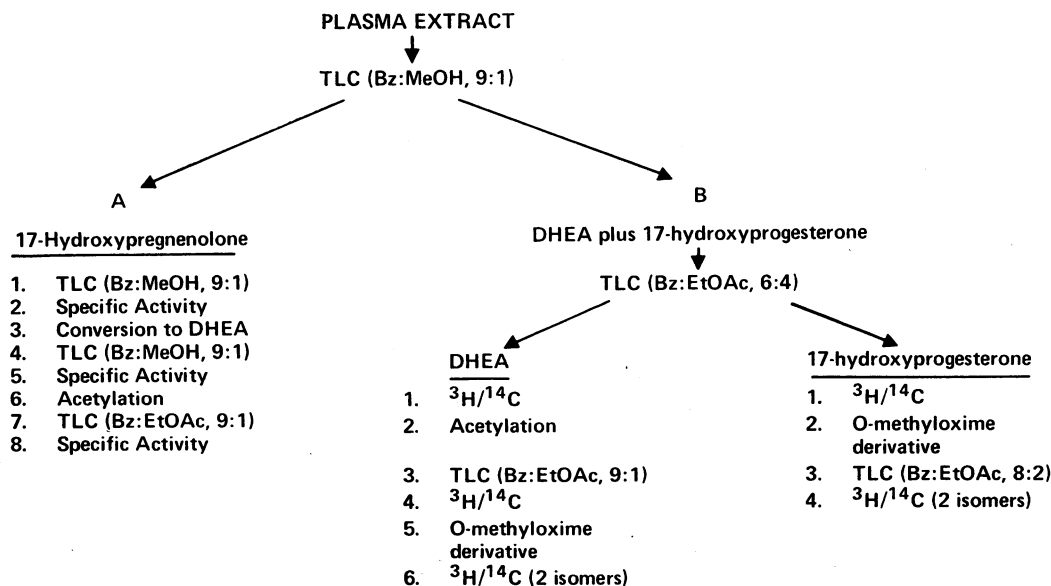 PLASMA EXTRACT
TLC (Bz:MeOH, 9:1)
A
17-Hydroxypregnenolone
1. TLC (Bz:MeOH, 9:1)
2. Specific Activity
3. Conversion to DHEA
4. TLC (Bz:MeOH, 9:1)
5. Specific Activity
6. Acetylation
7. TLC (Bz:EtOAc, 9:1)
8. Specific Activity
B
DHEA plus 17-hydroxyprogesterone
TLC (Bz:EtOAc, 6:4)
DHEA
1. ³H/¹⁴C
2. Acetylation
3. TLC (Bz:EtOAc, 9:1)
4. ³H/¹⁴C
5. O-methyloxime
derivative
6. ³H/¹⁴C (2 isomers)
17-hydroxyprogesterone
1. ³H/¹⁴C
2. O-methyloxime
derivative
3. TLC (Bz:EtOAc, 8:2)
4. ³H/¹⁴C (2 isomers)